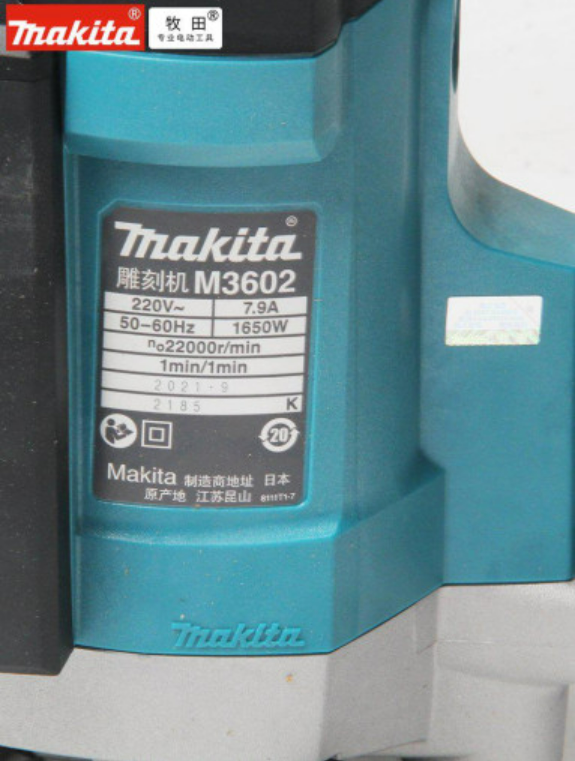 Makita®
牧田®
专业电动工具
Makita®
雕刻机 M3602
220V~ 7.9A
50-60Hz 1650W
n₀22000r/min
1min/1min
2021·9
2185 K
20
Makita 制造商地址 日本
原产地 江苏昆山 8111T1-7
Makita